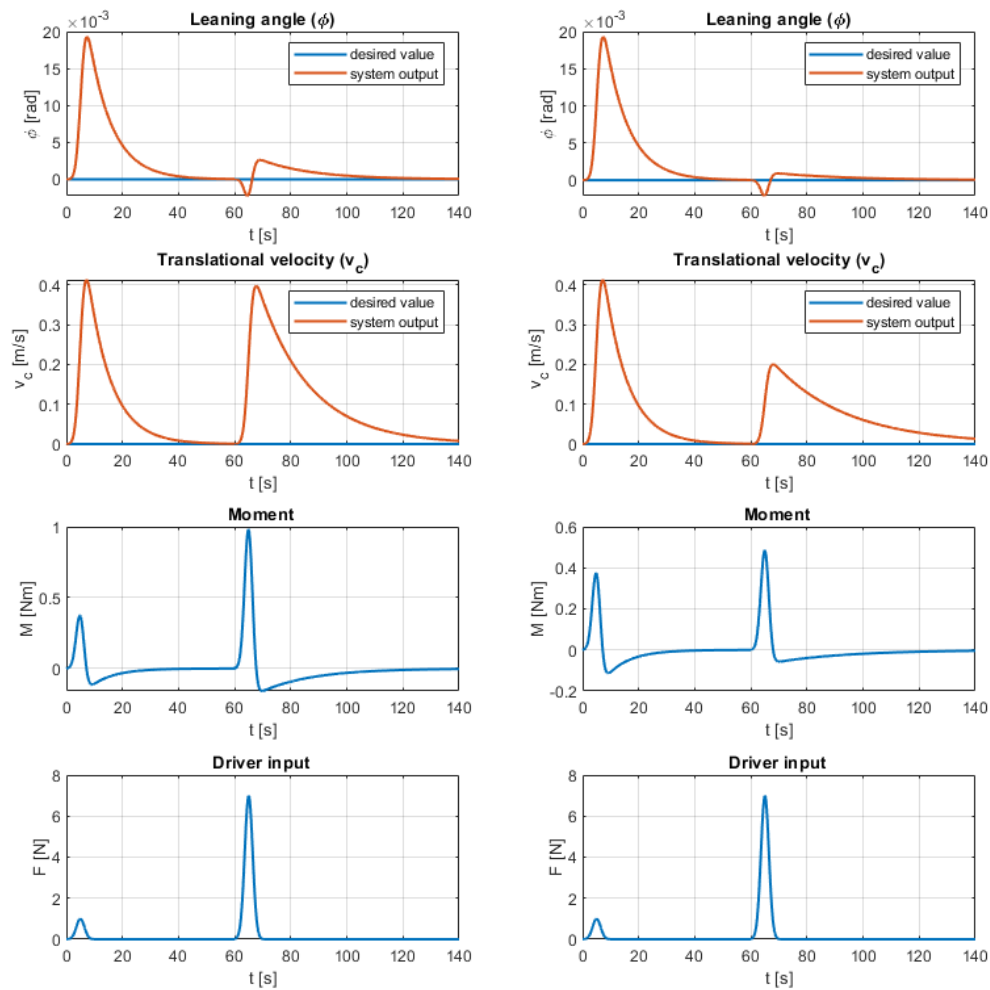 Leaning angle (ϕ)
×10⁻³
20
15
10
5
0
ϕ [rad]
desired value
system output
0 20 40 60 80 100 120 140
t [s]
Leaning angle (ϕ)
×10⁻³
20
15
10
5
0
ϕ [rad]
desired value
system output
0 20 40 60 80 100 120 140
t [s]
Translational velocity (v_c)
0.4
0.3
0.2
0.1
0
v_c [m/s]
desired value
system output
0 20 40 60 80 100 120 140
t [s]
Translational velocity (v_c)
0.4
0.3
0.2
0.1
0
v_c [m/s]
desired value
system output
0 20 40 60 80 100 120 140
t [s]
Moment
1
0.5
0
M [Nm]
0 20 40 60 80 100 120 140
t [s]
Moment
0.6
0.4
0.2
0
-0.2
M [Nm]
0 20 40 60 80 100 120 140
t [s]
Driver input
8
6
4
2
0
F [N]
0 20 40 60 80 100 120 140
t [s]
Driver input
8
6
4
2
0
F [N]
0 20 40 60 80 100 120 140
t [s]